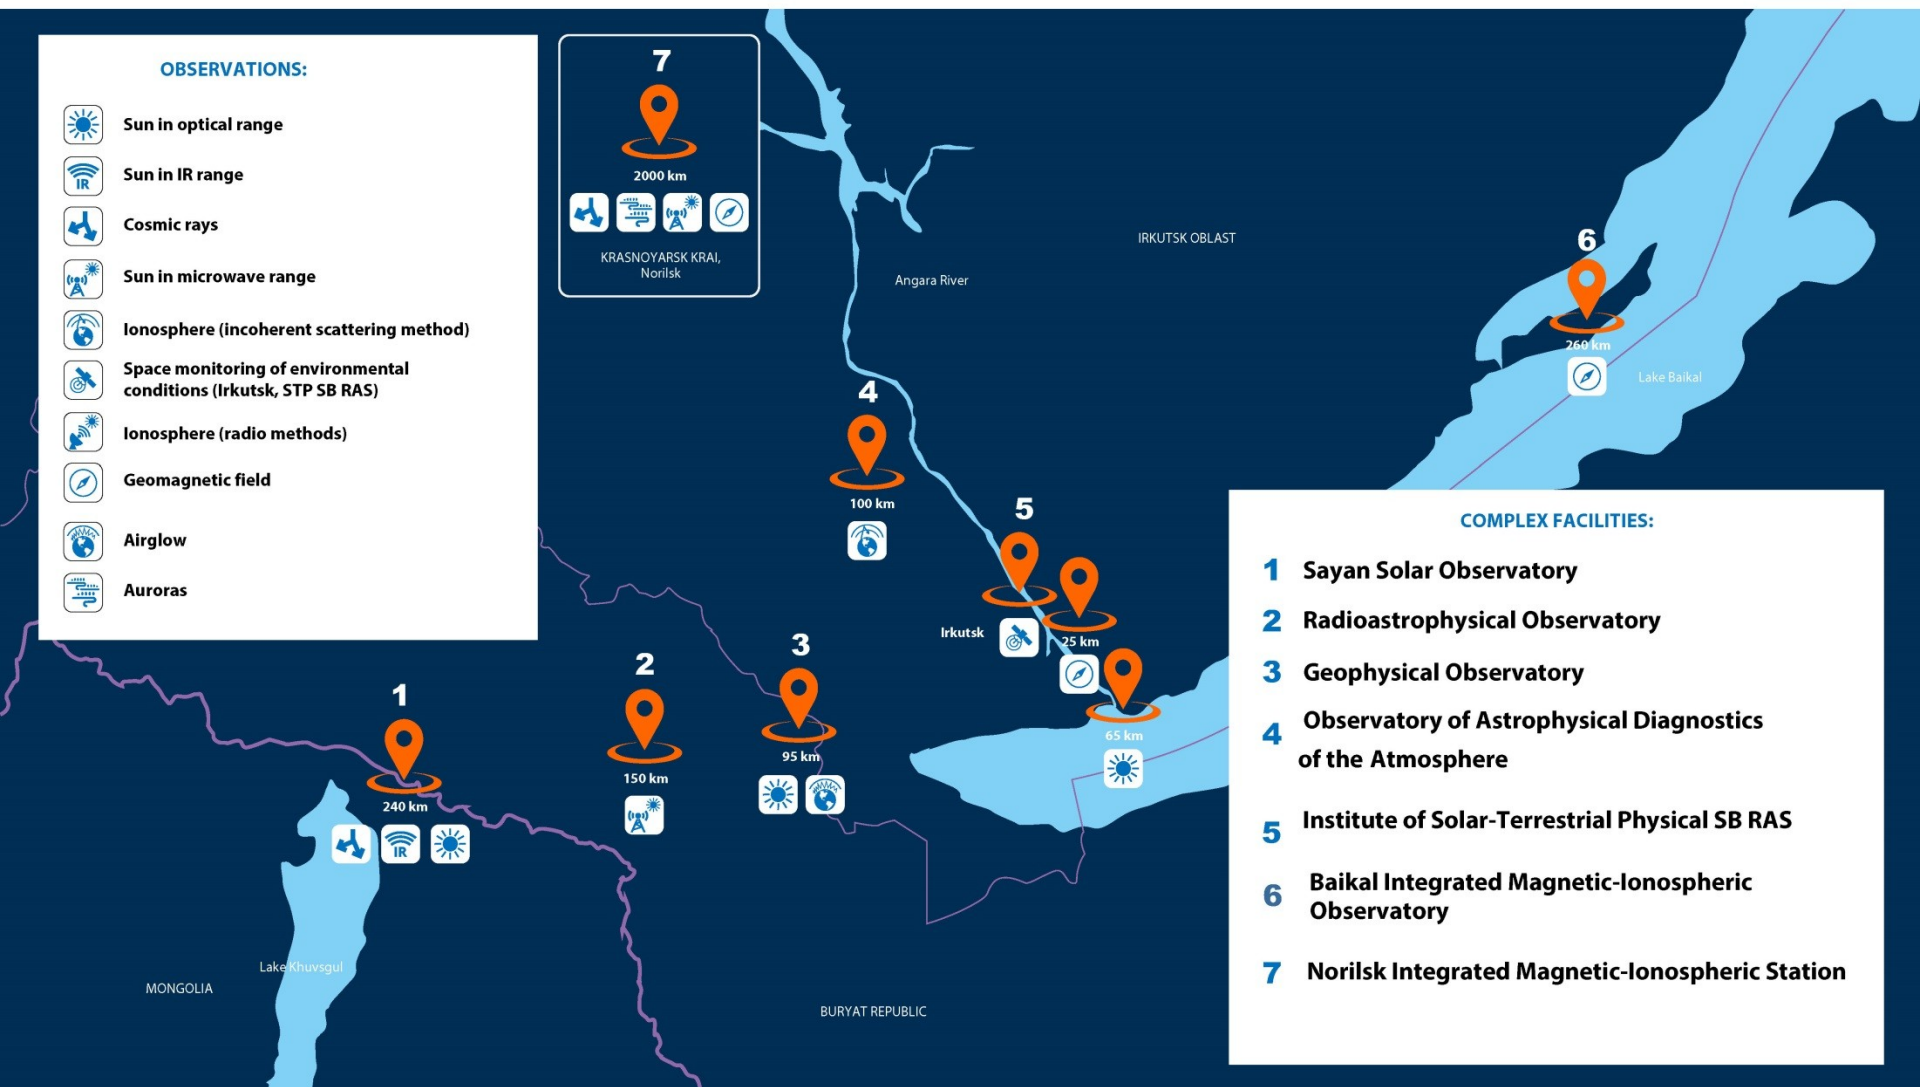 OBSERVATIONS:
Sun in optical range
IR
Sun in IR range
Cosmic rays
Sun in microwave range
Ionosphere (incoherent scattering method)
Space monitoring of environmental
conditions (Irkutsk, STP SB RAS)
Ionosphere (radio methods)
Geomagnetic field
Airglow
Auroras
7
2000 km
KRASNOYARSK KRAI,
Norilsk
IRKUTSK OBLAST
Angara River
6
260 km
Lake Baikal
4
100 km
5
Irkutsk
25 km
65 km
3
95 km
2
150 km
1
240 km
IR
Lake Khuvsgul
MONGOLIA
BURYAT REPUBLIC
COMPLEX FACILITIES:
1 Sayan Solar Observatory
2 Radioastrophysical Observatory
3 Geophysical Observatory
4 Observatory of Astrophysical Diagnostics
of the Atmosphere
5 Institute of Solar-Terrestrial Physical SB RAS
6 Baikal Integrated Magnetic-Ionospheric
Observatory
7 Norilsk Integrated Magnetic-Ionospheric Station